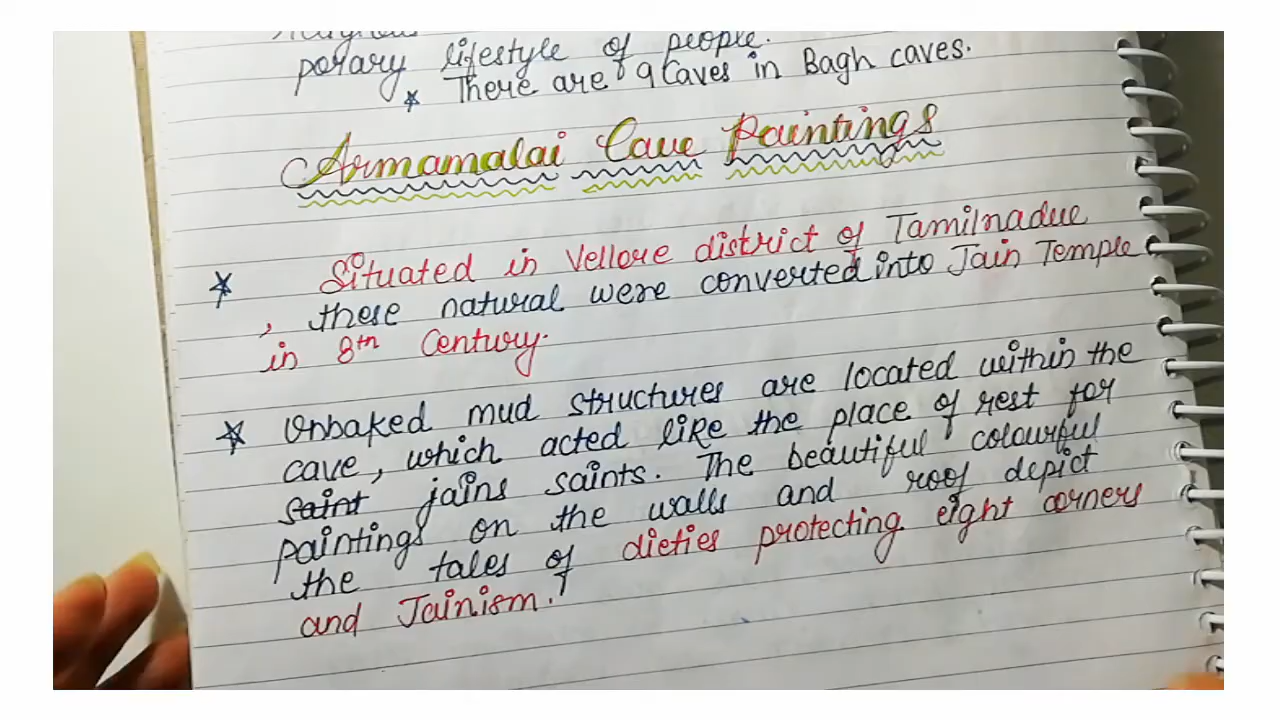 porary lifestyle of people.
* There are 9 Caves in Bagh caves.
Armamalai Cave Paintings
* Situated in Vellore district of Tamilnadue
, these natural were converted into Jain Temple
in 8th Century.
* Unbaked mud structures are located within the
cave, which acted like the place of rest for
saint jains saints. The beautiful colourful
paintings on the walls and roof depict
the tales of dieties protecting eight corners
and Jainism.